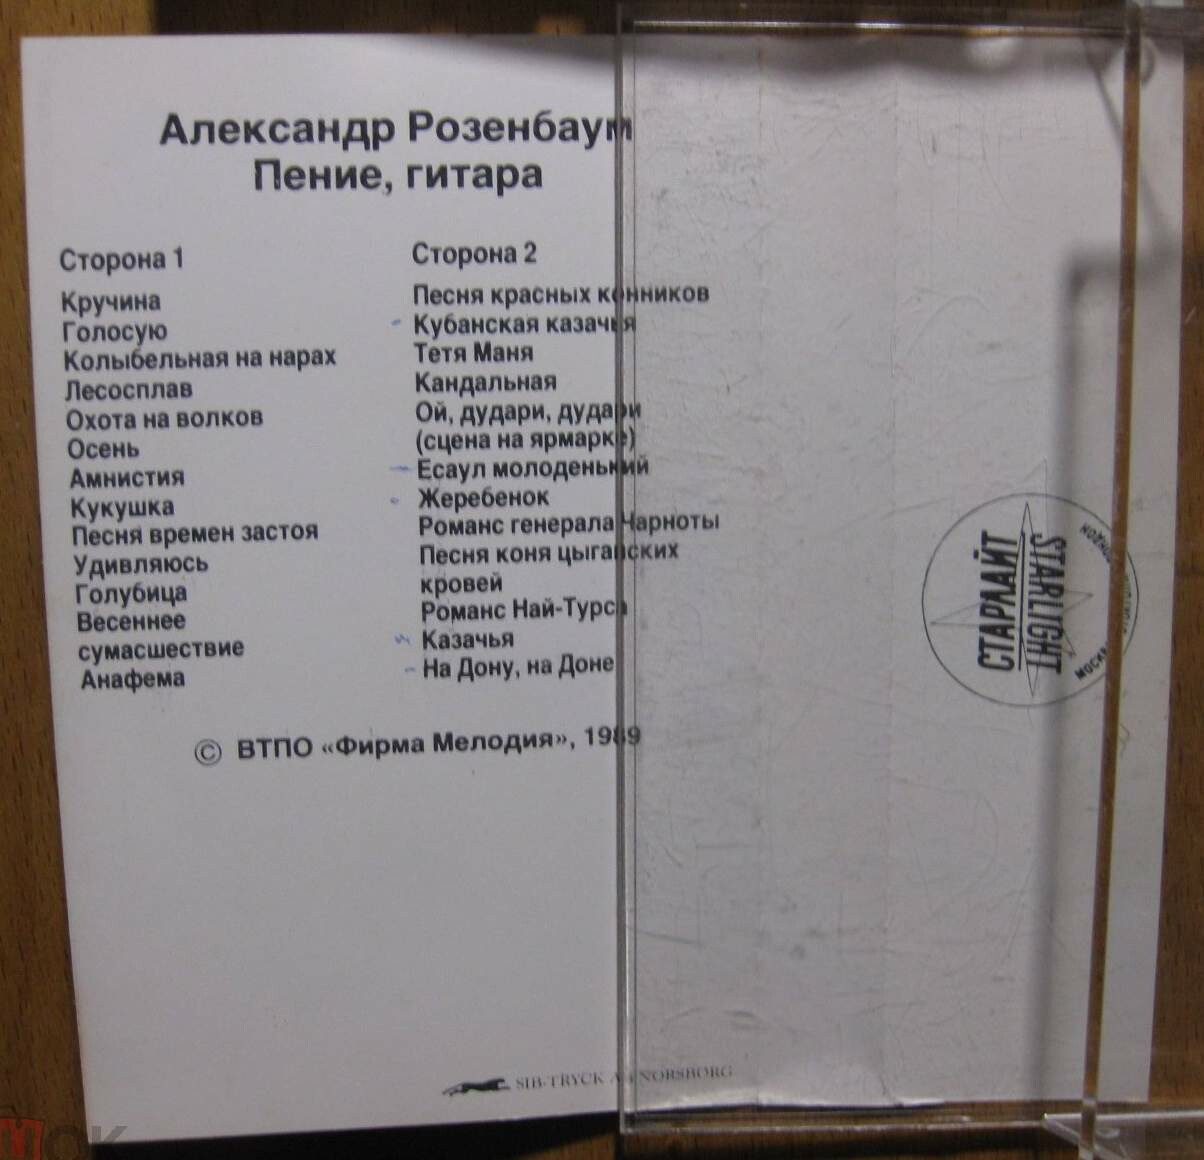 Александр Розенбаум
Пение, гитара
Сторона 1
Кручина
Голосую
Колыбельная на нарах
Лесосплав
Охота на волков
Осень
Амнистия
Кукушка
Песня времен застоя
Удивляюсь
Голубица
Весеннее
сумасшествие
Анафема
Сторона 2
Песня красных конников
Кубанская казачья
Тетя Маня
Кандальная
Ой, дудари, дудари
(сцена на ярмарке)
Есаул молоденький
Жеребенок
Романс генерала Чарноты
Песня коня цыганских
кровей
Романс Най-Турса
Казачья
На Дону, на Доне
© ВТПО «Фирма Мелодия», 1989
СТАРЛАЙТ
STARLIGHT
SIB-TRYCK NORSBORG